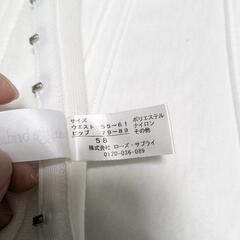 サイズ
ウエスト 55~61
ヒップ 79~89
58
ポリエステル
ナイロン
その他
株式会社 ローズ・サプライ
0120-036-089